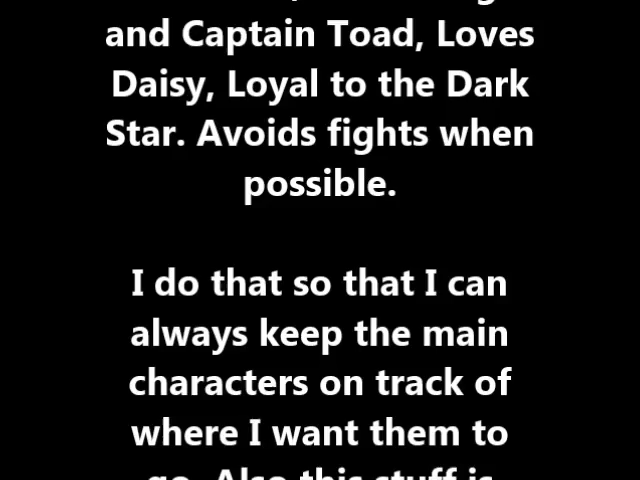 and Captain Toad, Loves
Daisy, Loyal to the Dark
Star. Avoids fights when
possible.
I do that so that I can
always keep the main
characters on track of
where I want them to
go. Also this stuff is